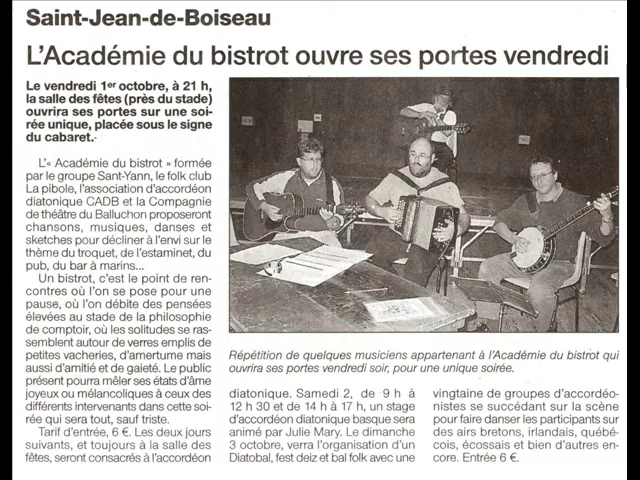 Saint-Jean-de-Boiseau
L'Académie du bistrot ouvre ses portes vendredi
Le vendredi 1er octobre, à 21 h,
la salle des fêtes (près du stade)
ouvrira ses portes sur une soi-
rée unique, placée sous le signe
du cabaret.
L'« Académie du bistrot » formée
par le groupe Sant-Yann, le folk club
La pibole, l'association d'accordéon
diatonique CADB et la Compagnie
de théâtre du Balluchon proposeront
chansons, musiques, danses et
sketches pour décliner à l'envi sur le
thème du troquet, de l'estaminet, du
pub, du bar à marins...
Un bistrot, c'est le point de ren-
contres où l'on se pose pour une
pause, où l'on débite des pensées
élevées au stade de la philosophie
de comptoir, où les solitudes se ras-
semblent autour de verres emplis de
petites vacheries, d'amertume mais
aussi d'amitié et de gaieté. Le public
présent pourra mêler ses états d'âme
joyeux ou mélancoliques à ceux des
différents intervenants dans cette soi-
rée qui sera tout, sauf triste.
Tarif d'entrée, 6 €. Les deux jours
suivants, et toujours à la salle des
fêtes, seront consacrés à l'accordéon
Répétition de quelques musiciens appartenant à l'Académie du bistrot qui
ouvrira ses portes vendredi soir, pour une unique soirée.
diatonique. Samedi 2, de 9 h à
12 h 30 et de 14 h à 17 h, un stage
d'accordéon diatonique basque sera
animé par Julie Mary. Le dimanche
3 octobre, verra l'organisation d'un
Diatobal, fest deiz et bal folk avec une
vingtaine de groupes d'accordéo-
nistes se succédant sur la scène
pour faire danser les participants sur
des airs bretons, irlandais, québé-
cois, écossais et bien d'autres en-
core. Entrée 6 €.